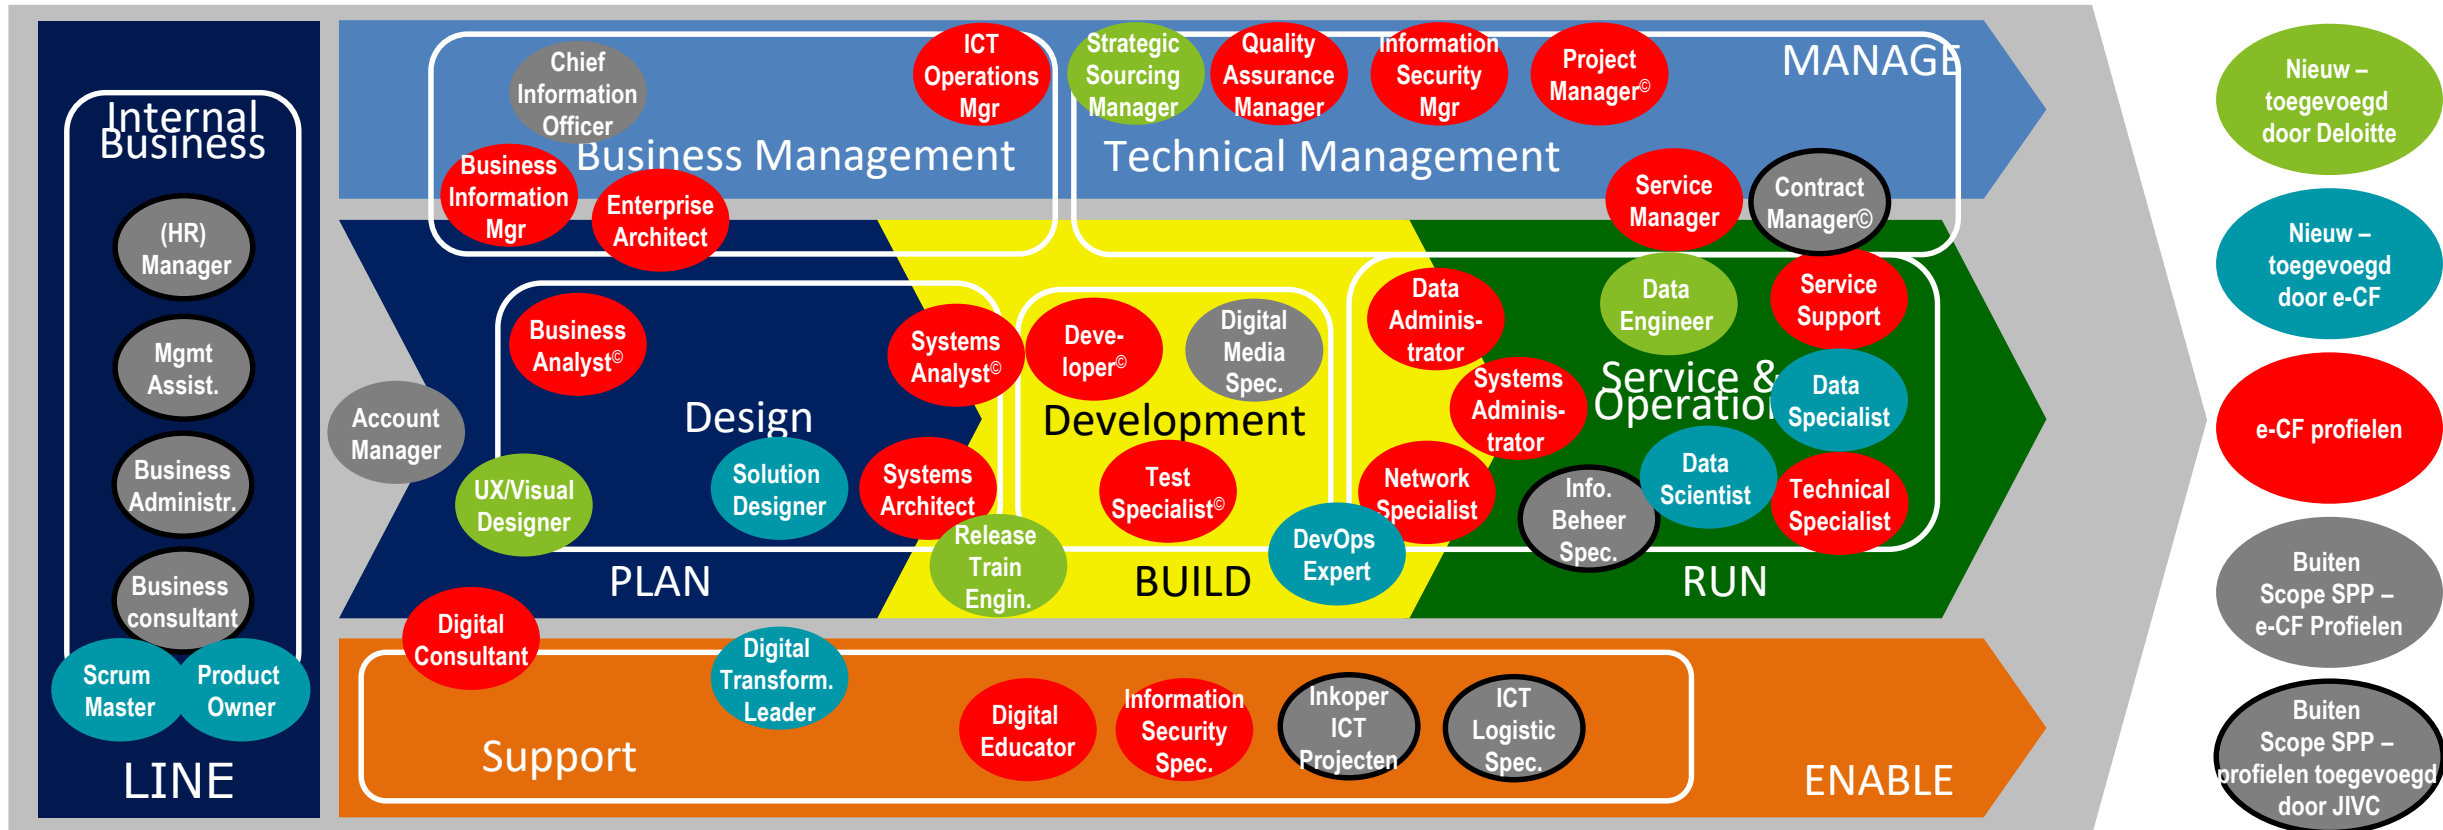 Internal
Business
(HR)
Manager
Mgmt
Assist.
Business
Administr.
Business
consultant
Scrum
Master
Product
Owner
LINE
Chief
Information
Officer
ICT
Operations
Mgr
Business Management
Business
Information
Mgr
Enterprise
Architect
Strategic
Sourcing
Manager
Quality
Assurance
Manager
Information
Security
Mgr
Project
Manager©
MANAGE
Technical Management
Service
Manager
Contract
Manager©
Account
Manager
Business
Analyst©
Systems
Analyst©
Design
UX/Visual
Designer
Solution
Designer
Systems
Architect
PLAN
Release
Train
Engin.
Deve-
loper©
Digital
Media
Spec.
Development
Test
Specialist©
BUILD
DevOps
Expert
Data
Adminis-
trator
Systems
Adminis-
trator
Network
Specialist
Data
Engineer
Service
Support
Service &
Operation
Data
Specialist
Data
Scientist
Info.
Beheer
Spec.
Technical
Specialist
RUN
Digital
Consultant
Digital
Transform.
Leader
Support
Digital
Educator
Information
Security
Spec.
Inkoper
ICT
Projecten
ICT
Logistic
Spec.
ENABLE
Nieuw –
toegevoegd
door Deloitte
Nieuw –
toegevoegd
door e-CF
e-CF profielen
Buiten
Scope SPP –
e-CF Profielen
Buiten
Scope SPP –
profielen toegevoegd
door JIVC